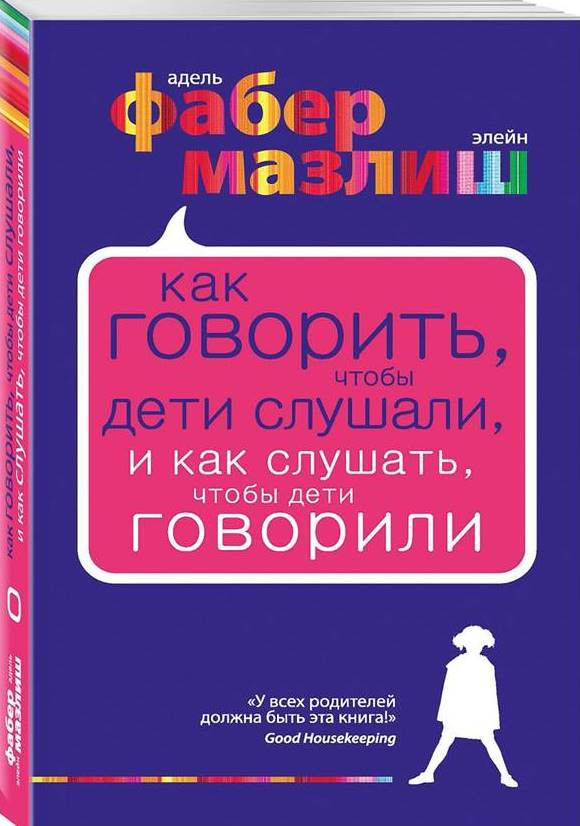 адель
фабер
элейн
мазлиш
как
говорить,
чтобы
дети слушали,
и как слушать,
чтобы дети
говорили
«У всех родителей
должна быть эта книга!»
Good Housekeeping
как говорить, чтобы дети слушали,
и как слушать, чтобы дети говорили
адель
фабер
мазлиш
элейн